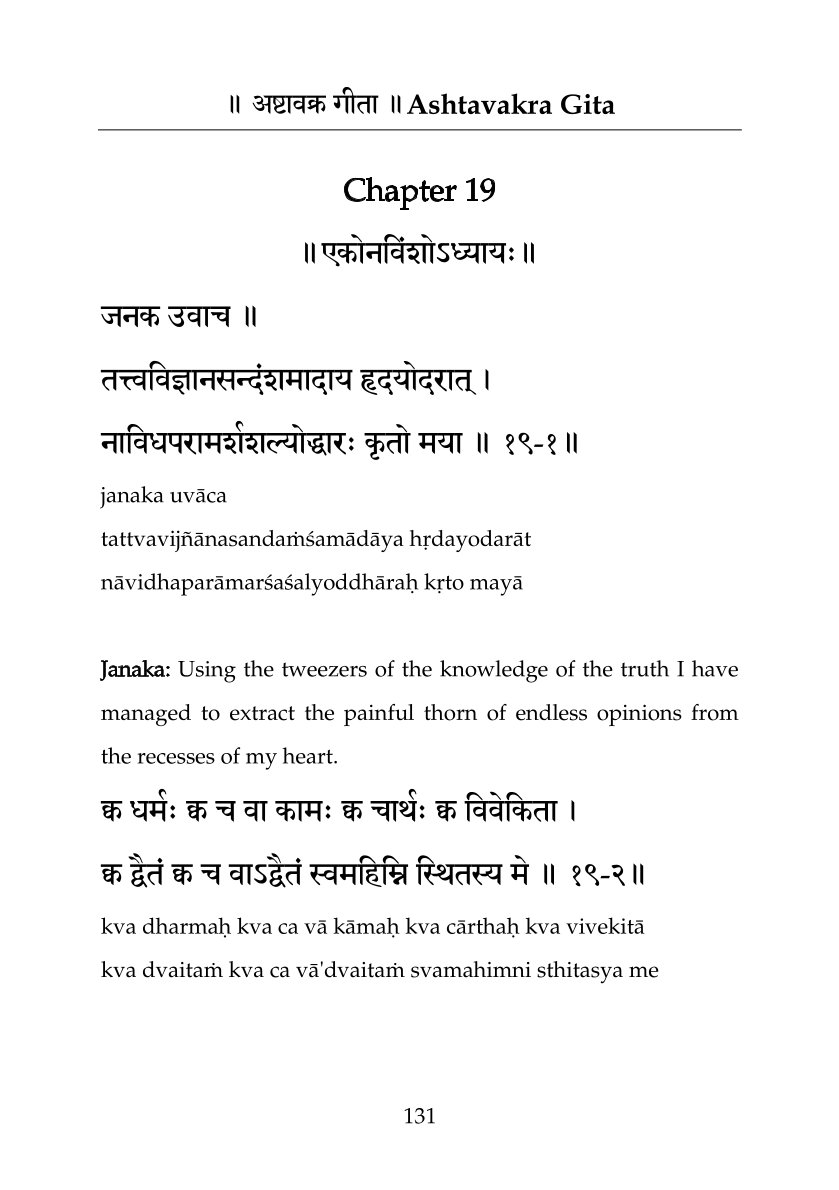 ॥ अष्टावक्र गीता ॥ Ashtavakra Gita
Chapter 19
॥ एकोनविंशोऽध्यायः ॥
जनक उवाच ॥
तत्त्वविज्ञानसन्दंशमादाय हृदयोदरात् ।
नाविधपरामर्शशल्योद्धारः कृतो मया ॥ १९-१॥
janaka uvāca
tattvavijñānasandaṁśamādāya hṛdayodarāt
nāvidhaparāmarśaśalyoddhāraḥ kṛto mayā
Janaka: Using the tweezers of the knowledge of the truth I have
managed to extract the painful thorn of endless opinions from
the recesses of my heart.
क्व धर्मः क्व च वा कामः क्व चार्थः क्व विवेकिता ।
क्व द्वैतं क्व च वाऽद्वैतं स्वमहिम्नि स्थितस्य मे ॥ १९-२॥
kva dharmaḥ kva ca vā kāmaḥ kva cārthaḥ kva vivekitā
kva dvaitaṁ kva ca vā'dvaitaṁ svamahimni sthitasya me
131